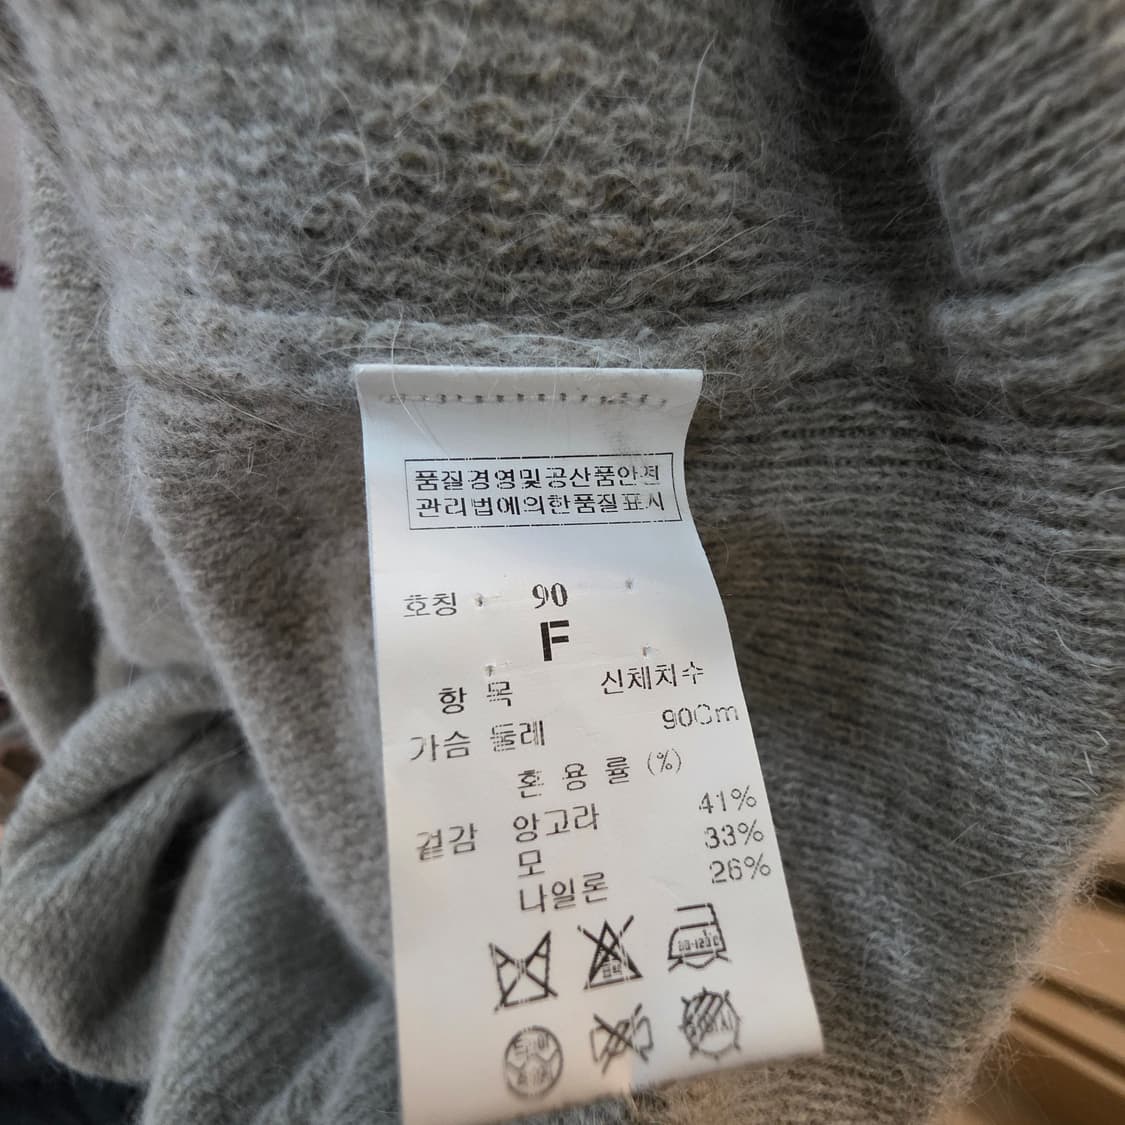 품질경영및공산품안전
관리법에의한품질표시
호칭 : 90
F
항 목 신체치수
가슴 둘레 90Cm
혼 용 률 (%)
겉감 앙고라 41%
모 33%
나일론 26%